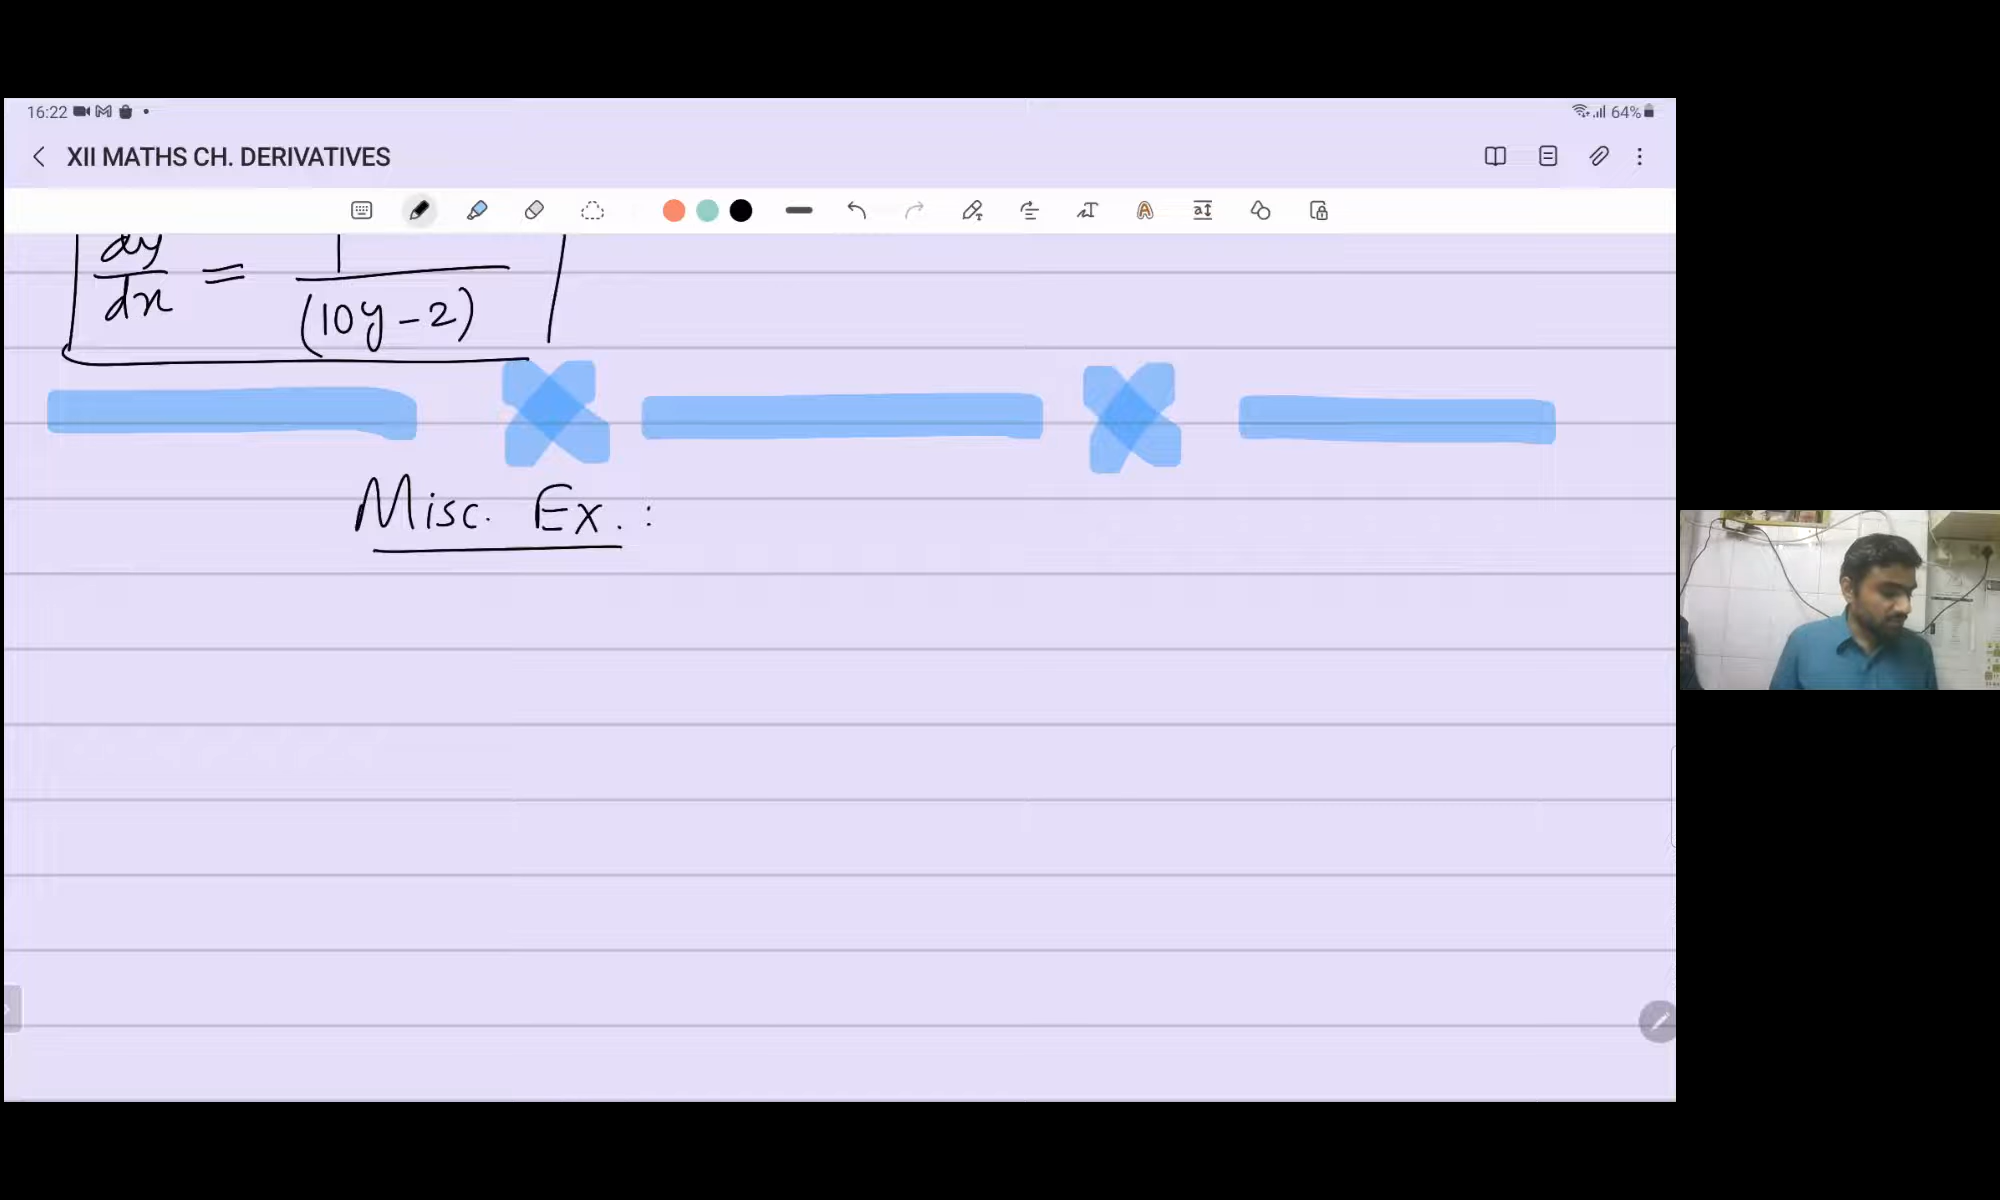 16:22
64%
XII MATHS CH. DERIVATIVES
dy/dx = 1/(10y-2)
Misc. Ex. :